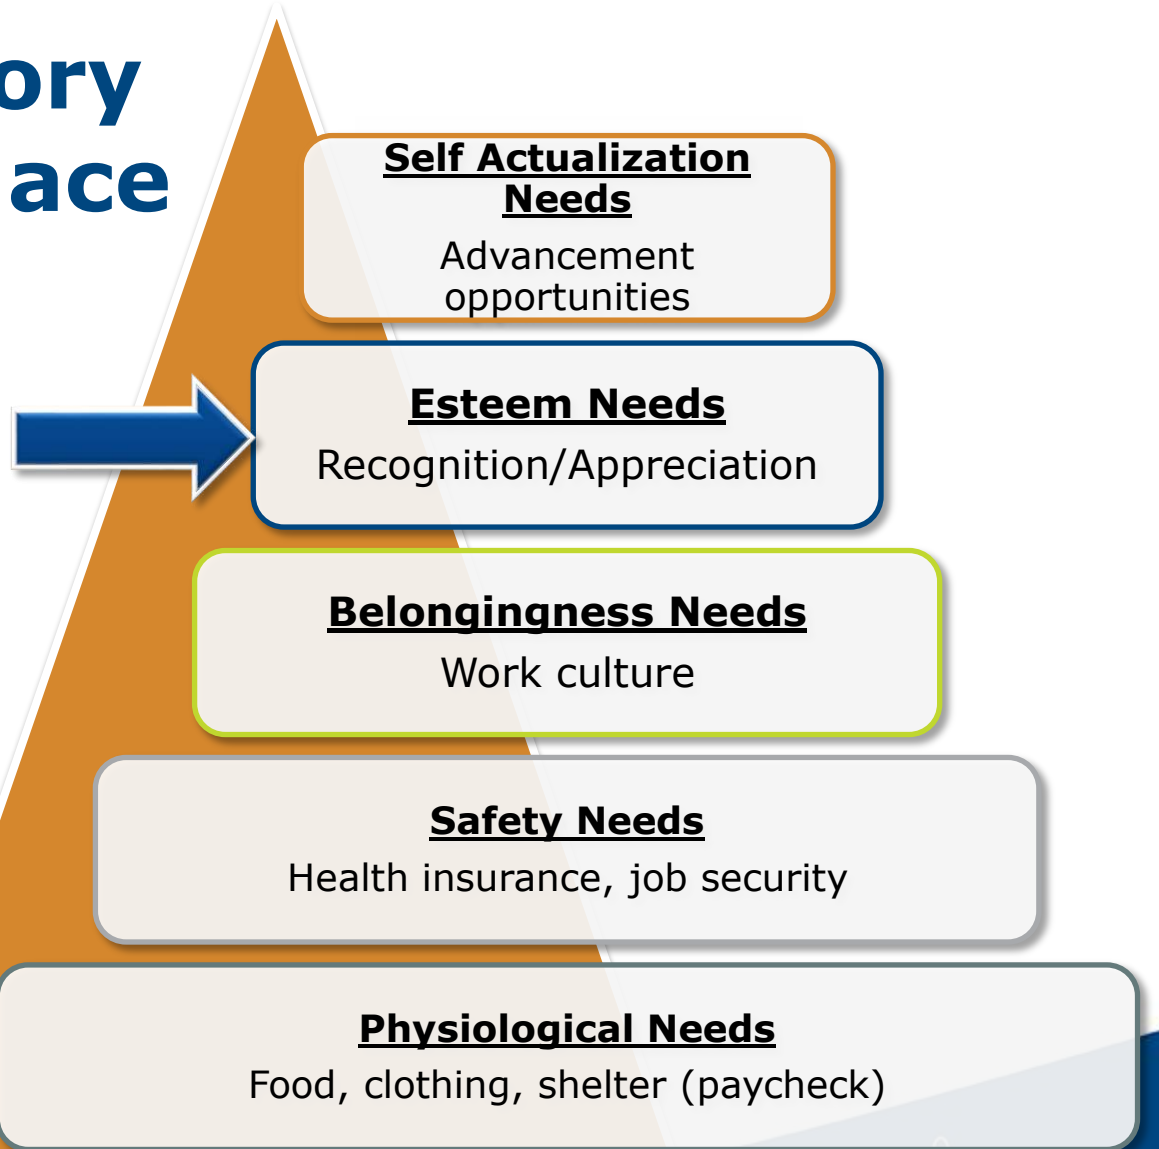 ory
ace
Self Actualization
Needs
Advancement
opportunities
Esteem Needs
Recognition/Appreciation
Belongingness Needs
Work culture
Safety Needs
Health insurance, job security
Physiological Needs
Food, clothing, shelter (paycheck)